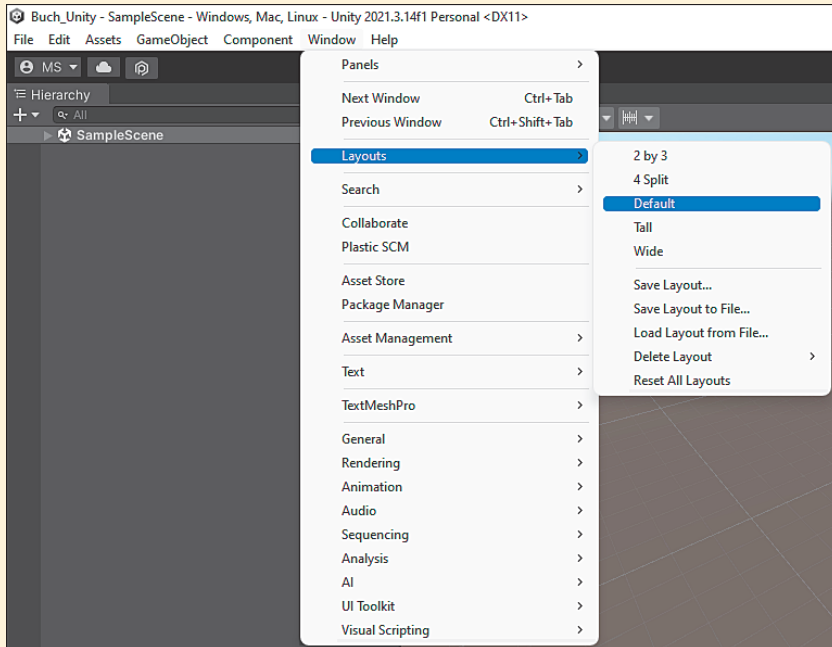 Buch_Unity - SampleScene - Windows, Mac, Linux - Unity 2021.3.14f1 Personal <DX11>
File Edit Assets GameObject Component Window Help
MS
Hierarchy
All
SampleScene
Panels
Next Window Ctrl+Tab
Previous Window Ctrl+Shift+Tab
Layouts
Search
Collaborate
Plastic SCM
Asset Store
Package Manager
Asset Management
Text
TextMeshPro
General
Rendering
Animation
Audio
Sequencing
Analysis
AI
UI Toolkit
Visual Scripting
2 by 3
4 Split
Default
Tall
Wide
Save Layout...
Save Layout to File...
Load Layout from File...
Delete Layout
Reset All Layouts